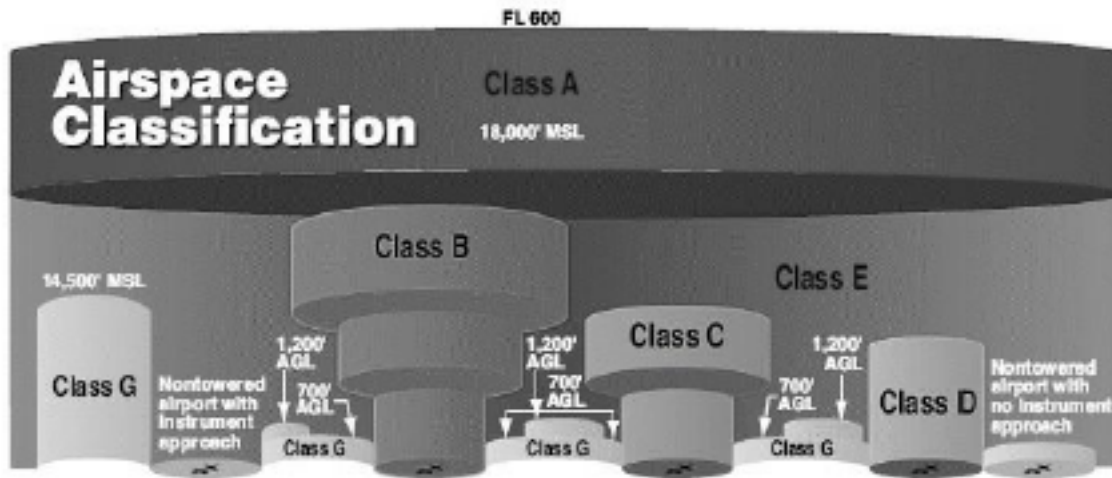 FL 600
Airspace
Classification
Class A
18,000' MSL
Class B
14,500' MSL
Class E
Class C
1,200'
AGL
1,200'
AGL
1,200'
AGL
Class G
Nontowered
airport with
instrument
approach
700'
AGL
700'
AGL
700'
AGL
Class D
Nontowered
airport with
no instrument
approach
Class G
Class G
Class G